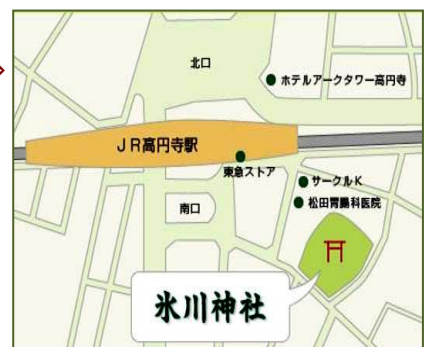 北口
ホテルアークタワー高円寺
JR高円寺駅
東急ストア
サークルK
南口
松田胃腸科医院
氷川神社